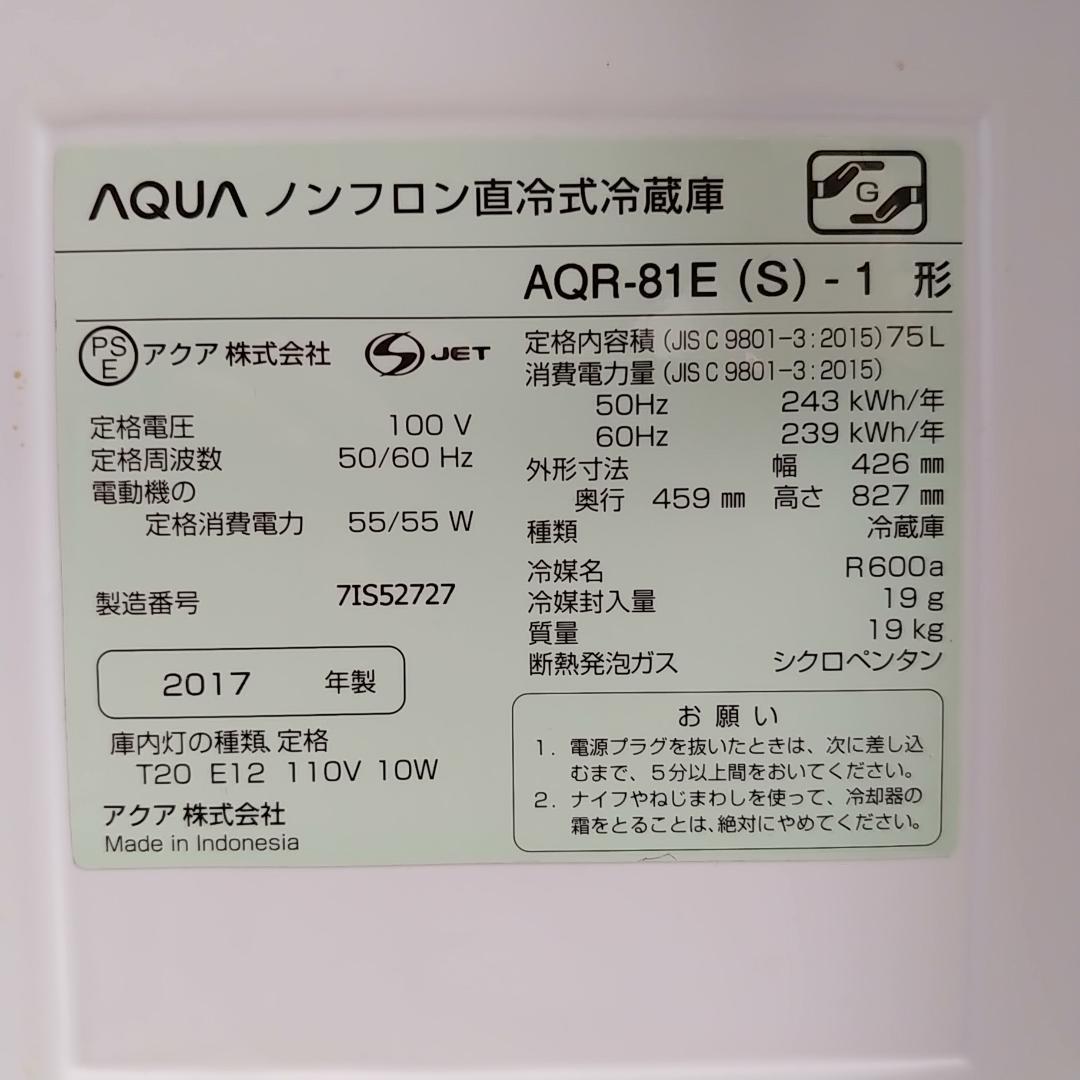 AQUA ノンフロン直冷式冷蔵庫
G
AQR-81E (S) - 1 形
PS E アクア 株式会社 S JET
定格電圧 100 V
定格周波数 50/60 Hz
電動機の
定格消費電力 55/55 W
製造番号 7IS52727
2017 年製
庫内灯の種類、定格
T20 E12 110V 10W
アクア 株式会社
Made in Indonesia
定格内容積 (JIS C 9801-3:2015) 75 L
消費電力量 (JIS C 9801-3:2015)
50Hz 243 kWh/年
60Hz 239 kWh/年
外形寸法 幅 426 ㎜
奥行 459 ㎜ 高さ 827 ㎜
種類 冷蔵庫
冷媒名 R600a
冷媒封入量 19 g
質量 19 kg
断熱発泡ガス シクロペンタン
お 願 い
1. 電源プラグを抜いたときは、次に差し込
むまで、5分以上間をおいてください。
2. ナイフやねじまわしを使って、冷却器の
霜をとることは、絶対にやめてください。